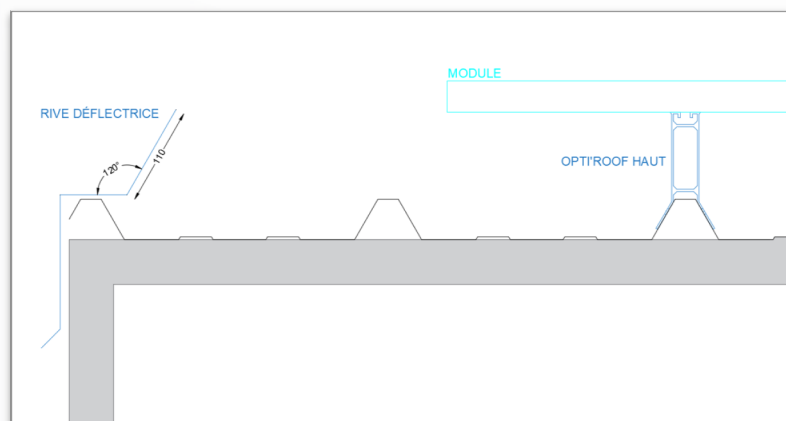 MODULE
RIVE DÉFLECTRICE
120°
110
OPTI'ROOF HAUT